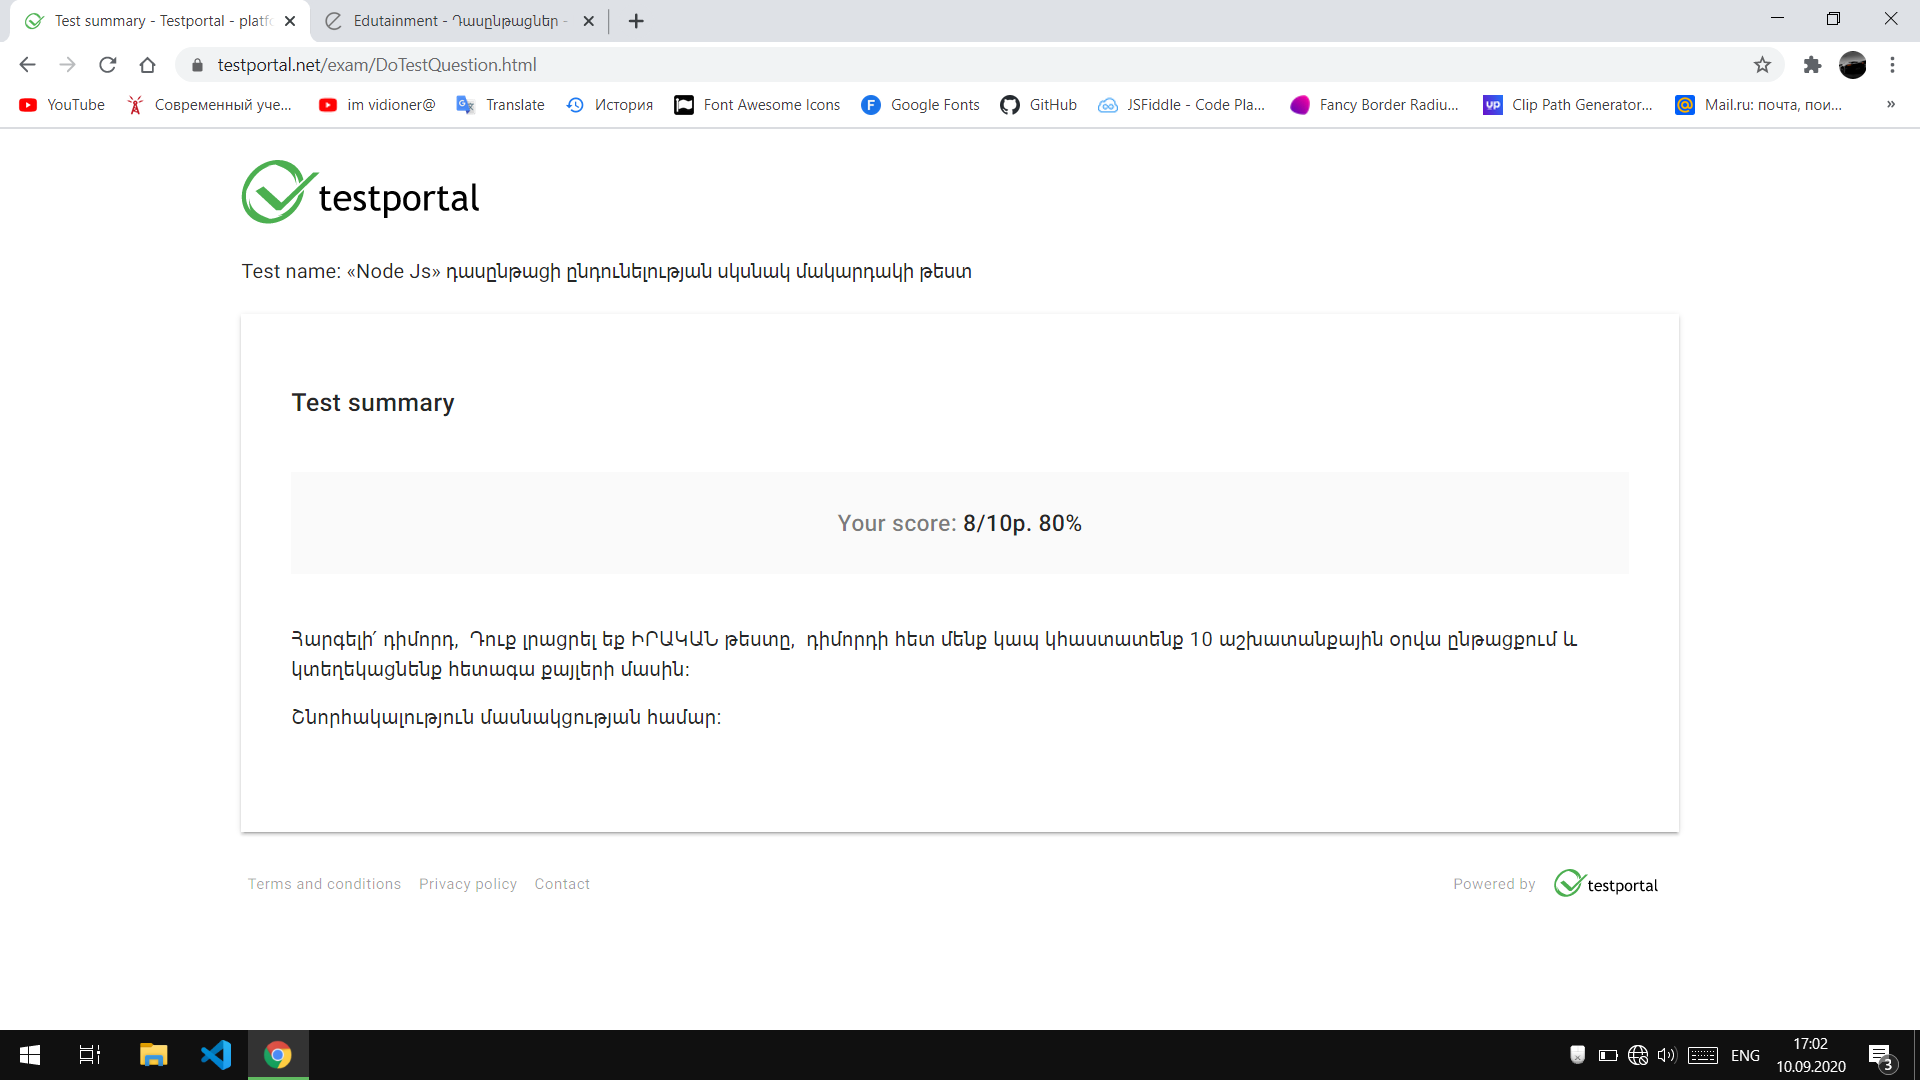 Test summary - Testportal - platfo
Edutainment - Դասընթացներ -
testportal.net/exam/DoTestQuestion.html
YouTube Современный уче... im vidioner@ Translate История Font Awesome Icons Google Fonts GitHub JSFiddle - Code Pla... Fancy Border Radiu... Clip Path Generator... Mail.ru: почта, пои... »
testportal
Test name: «Node Js» դասընթացի ընդունելության սկսնակ մակարդակի թեստ
Test summary
Your score: 8/10p. 80%
Հարգելի՛ դիմորդ, Դուք լրացրել եք ԻՐԱԿԱՆ թեստը, դիմորդի հետ մենք կապ կհաստատենք 10 աշխատանքային օրվա ընթացքում և
կտեղեկացնենք հետագա քայլերի մասին:
Շնորհակալություն մասնակցության համար:
Terms and conditions Privacy policy Contact
Powered by testportal
ENG
17:02
10.09.2020
3